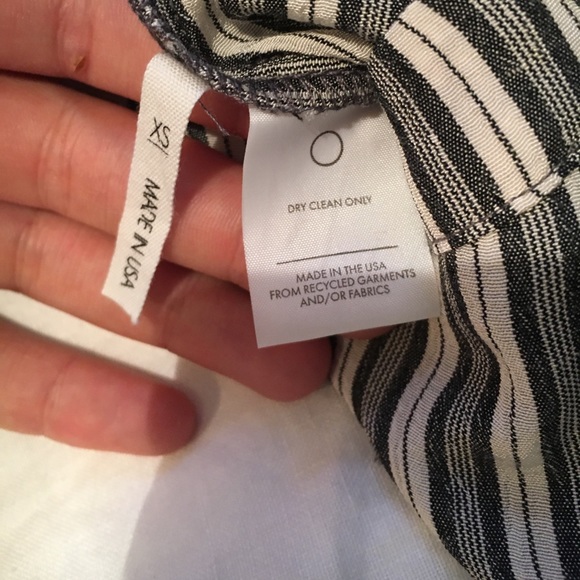 XS
MADE IN USA
DRY CLEAN ONLY
MADE IN THE USA
FROM RECYCLED GARMENTS
AND/OR FABRICS